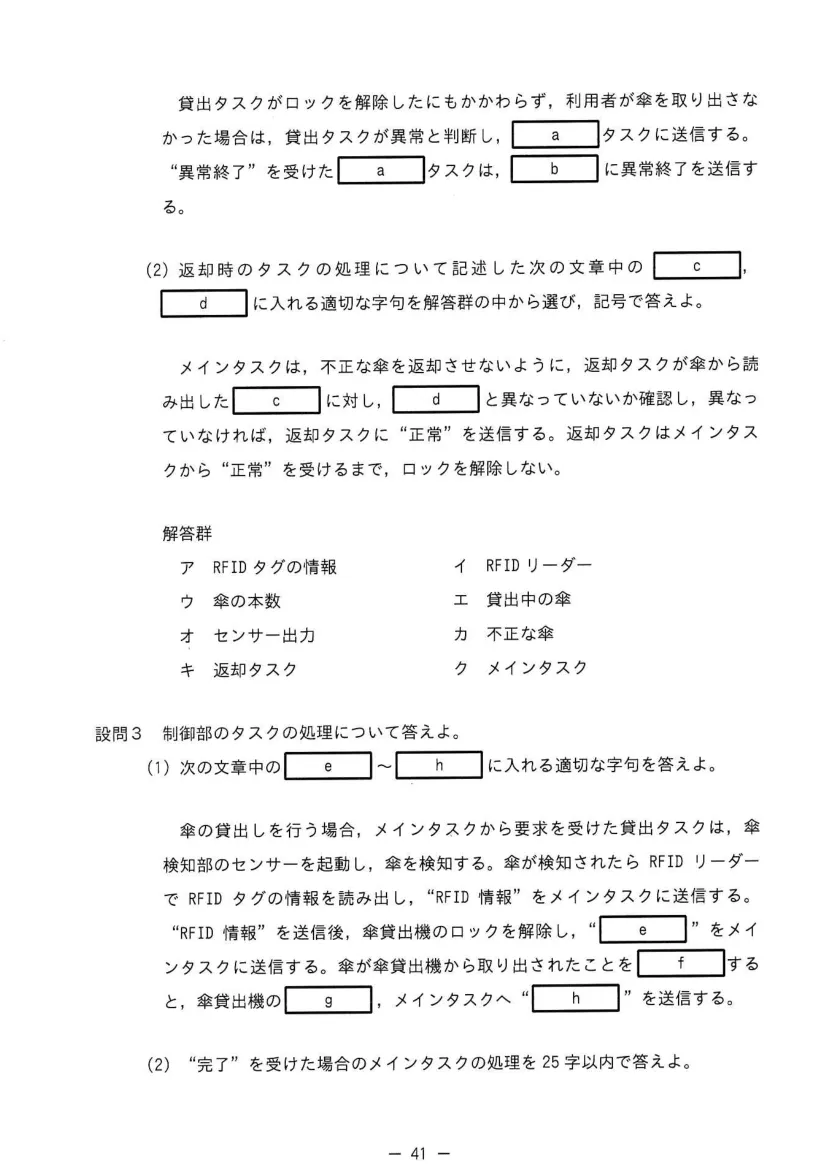 貸出タスクがロックを解除したにもかかわらず，利用者が傘を取り出さな
かった場合は，貸出タスクが異常と判断し， a タスクに送信する。
“異常終了”を受けた a タスクは， b に異常終了を送信す
る。
(2) 返却時のタスクの処理について記述した次の文章中の c ，
d に入れる適切な字句を解答群の中から選び，記号で答えよ。
メインタスクは，不正な傘を返却させないように，返却タスクが傘から読
み出した c に対し， d と異なっていないか確認し，異なっ
ていなければ，返却タスクに“正常”を送信する。返却タスクはメインタス
クから“正常”を受けるまで，ロックを解除しない。
解答群
ア RFID タグの情報 イ RFID リーダー
ウ 傘の本数 エ 貸出中の傘
オ センサー出力 カ 不正な傘
キ 返却タスク ク メインタスク
設問３ 制御部のタスクの処理について答えよ。
(1) 次の文章中の e ～ h に入れる適切な字句を答えよ。
傘の貸出しを行う場合，メインタスクから要求を受けた貸出タスクは，傘
検知部のセンサーを起動し，傘を検知する。傘が検知されたら RFID リーダー
で RFID タグの情報を読み出し，“RFID 情報”をメインタスクに送信する。
“RFID 情報”を送信後，傘貸出機のロックを解除し，“ e ”をメイ
ンタスクに送信する。傘が傘貸出機から取り出されたことを f する
と，傘貸出機の g ，メインタスクへ“ h ”を送信する。
(2) “完了”を受けた場合のメインタスクの処理を 25 字以内で答えよ。
― 41 ―